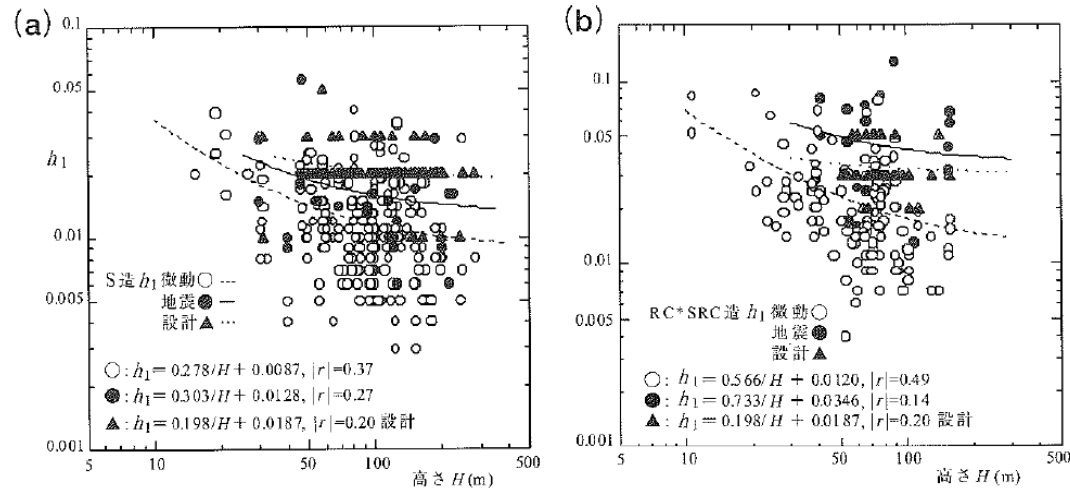 (a)
0.1
0.05
h₁
0.01
0.005
0.001
S造 h₁ 微動○ ---
地震● —
設計▲ ···
○: h₁=0.278/H+0.0087, |r|=0.37
●: h₁=0.303/H+0.0128, |r|=0.27
▲: h₁=0.198/H+0.0187, |r|=0.20 設計
5 10 50 100 500
高さ H(m)
(b)
0.1
0.05
0.01
0.005
0.001
RC*SRC造 h₁ 微動○
地震●
設計▲
○: h₁=0.566/H+0.0120, |r|=0.49
●: h₁=0.733/H+0.0346, |r|=0.14
▲: h₁=0.198/H+0.0187, |r|=0.20 設計
5 10 50 100 500
高さ H(m)